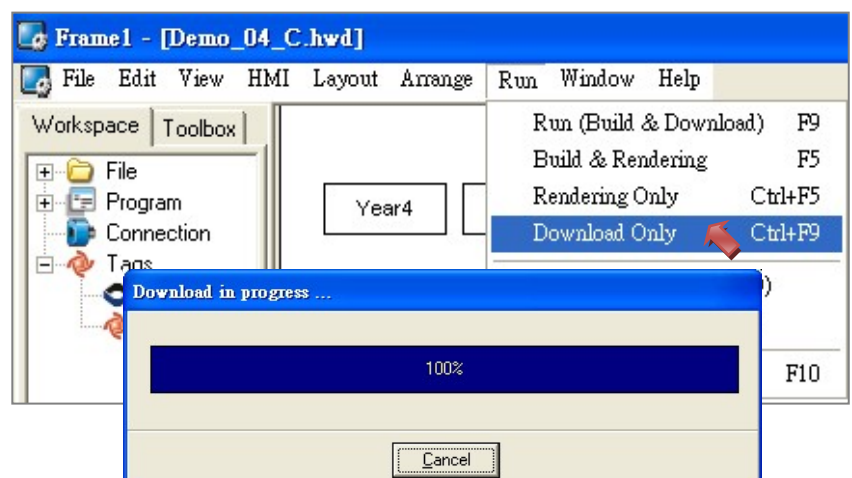 Frame1 - [Demo_04_C.hwd]
File Edit View HMI Layout Arrange Run Window Help
Workspace Toolbox
Run (Build & Download) F9
Build & Rendering F5
Rendering Only Ctrl+F5
Download Only Ctrl+F9
File
Program
Connection
Tags
Year4
Download in progress ...
100%
F10
Cancel